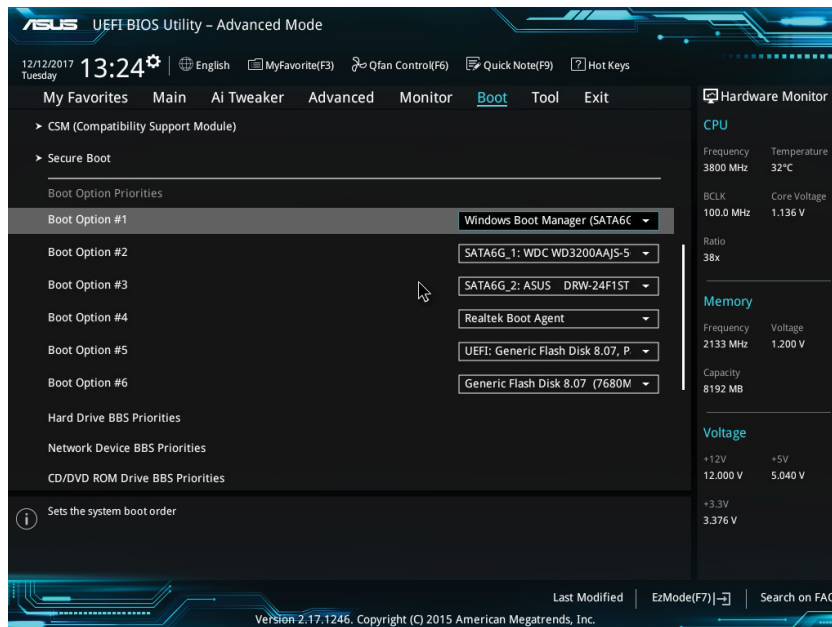 ASUS UEFI BIOS Utility – Advanced Mode
12/12/2017
Tuesday
13:24
English
MyFavorite(F3)
Qfan Control(F6)
Quick Note(F9)
? Hot Keys
My Favorites Main Ai Tweaker Advanced Monitor Boot Tool Exit
> CSM (Compatibility Support Module)
> Secure Boot
Boot Option Priorities
Boot Option #1 Windows Boot Manager (SATA6G
Boot Option #2 SATA6G_1: WDC WD3200AAJS-5
Boot Option #3 SATA6G_2: ASUS DRW-24F1ST
Boot Option #4 Realtek Boot Agent
Boot Option #5 UEFI: Generic Flash Disk 8.07, P
Boot Option #6 Generic Flash Disk 8.07 (7680M
Hard Drive BBS Priorities
Network Device BBS Priorities
CD/DVD ROM Drive BBS Priorities
Sets the system boot order
Hardware Monitor
CPU
Frequency Temperature
3800 MHz 32°C
BCLK Core Voltage
100.0 MHz 1.136 V
Ratio
38x
Memory
Frequency Voltage
2133 MHz 1.200 V
Capacity
8192 MB
Voltage
+12V +5V
12.000 V 5.040 V
+3.3V
3.376 V
Last Modified EzMode(F7) Search on FAQ
Version 2.17.1246. Copyright (C) 2015 American Megatrends, Inc.